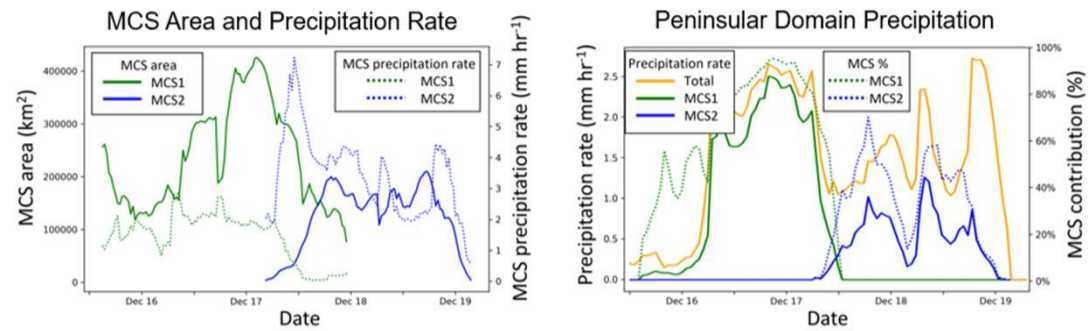 MCS Area and Precipitation Rate
MCS area (km²)
400000
300000
200000
100000
0
MCS area
MCS1
MCS2
MCS precipitation rate
MCS1
MCS2
7
6
5
4
3
2
1
0
MCS precipitation rate (mm hr⁻¹)
Dec 16
Dec 17
Dec 18
Dec 19
Date
Peninsular Domain Precipitation
Precipitation rate (mm hr⁻¹)
2.5
2.0
1.5
1.0
0.5
0.0
Precipitation rate
Total
MCS1
MCS2
MCS %
MCS1
MCS2
100%
80%
60%
40%
20%
0%
MCS contribution (%)
Dec 16
Dec 17
Dec 18
Dec 19
Date